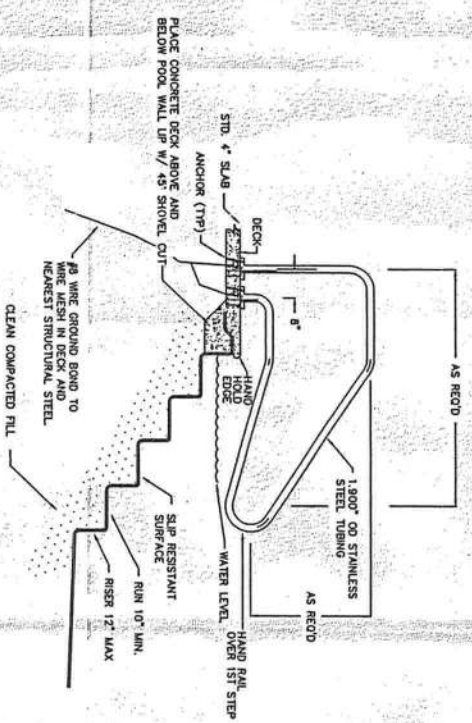 PLACE CONCRETE DECK ABOVE AND
BELOW POOL WALL UP W/ 45° SHOVEL CUT
STD. 4" SLAB
ANCHOR (TYP)
DECK
8"
AS REQ'D
1.900" OD STAINLESS
STEEL TUBING
AS REQ'D
HAND
HOLD
EDGE
HAND RAIL
OVER 1ST STEP
WATER LEVEL
SLIP RESISTANT
SURFACE
RUN 10" MIN.
RISER 12" MAX
#8 WIRE GROUND BOND TO
WIRE MESH IN DECK AND
NEAREST STRUCTURAL STEEL
CLEAN COMPACTED FILL